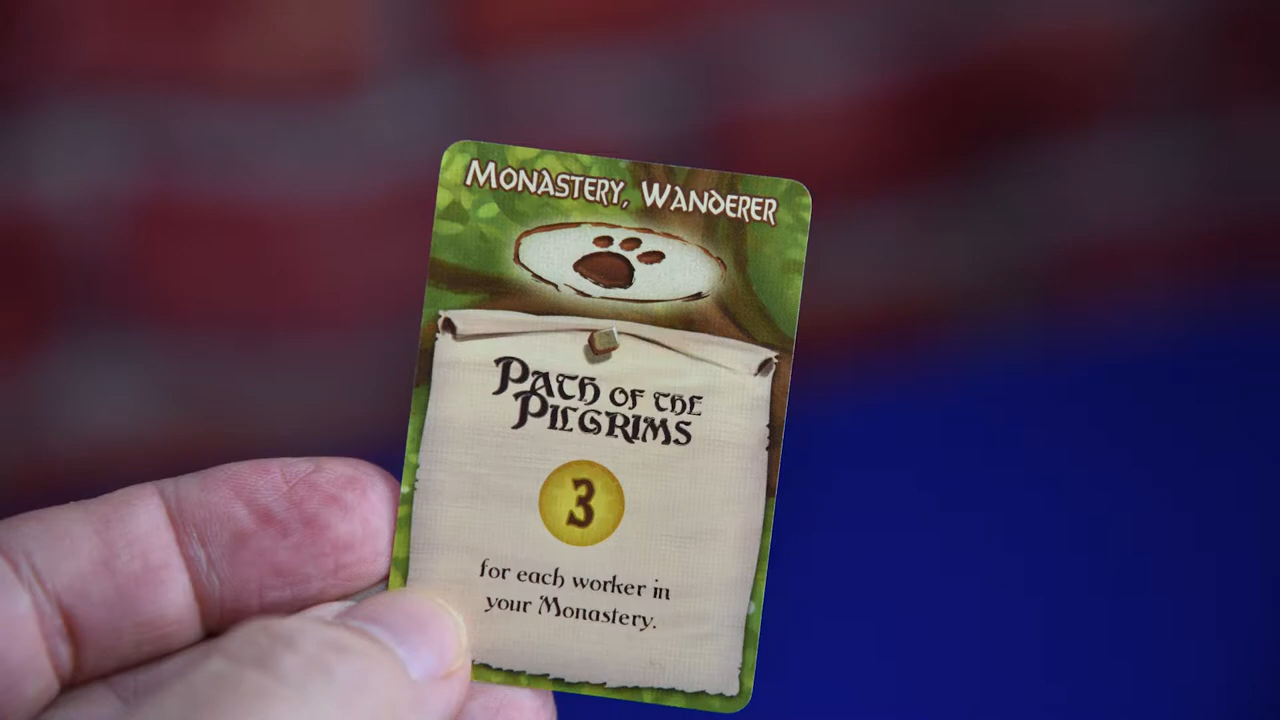 Monastery, Wanderer
Path of the
Pilgrims
3
for each worker in
your Monastery.